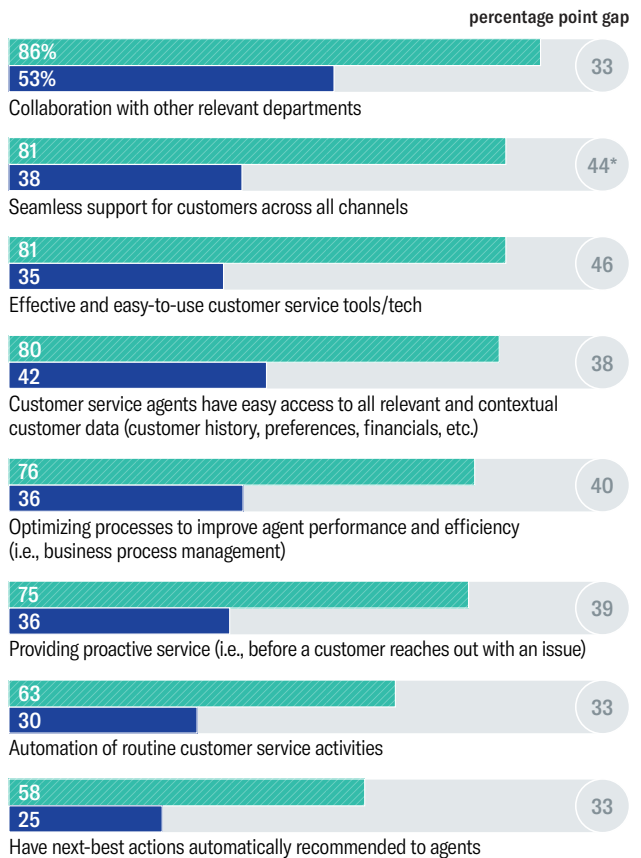 percentage point gap
86%
53%
33
Collaboration with other relevant departments
81
38
44*
Seamless support for customers across all channels
81
35
46
Effective and easy-to-use customer service tools/tech
80
42
38
Customer service agents have easy access to all relevant and contextual
customer data (customer history, preferences, financials, etc.)
76
36
40
Optimizing processes to improve agent performance and efficiency
(i.e., business process management)
75
36
39
Providing proactive service (i.e., before a customer reaches out with an issue)
63
30
33
Automation of routine customer service activities
58
25
33
Have next-best actions automatically recommended to agents